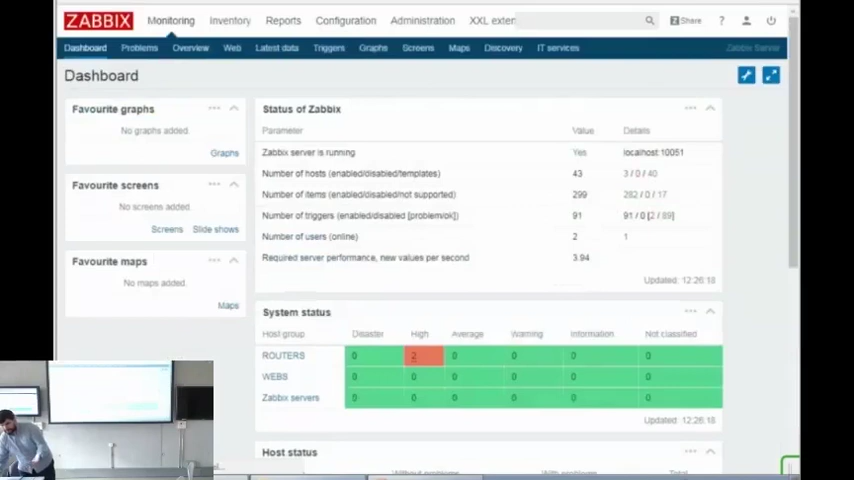 ZABBIX Monitoring Inventory Reports Configuration Administration XXL exten Share ?
Dashboard Problems Overview Web Latest data Triggers Graphs Screens Maps Discovery IT services Zabbix Server
Dashboard
Favourite graphs
No graphs added.
Graphs
Favourite screens
No screens added.
Screens Slide shows
Favourite maps
No maps added.
Maps
Status of Zabbix
Parameter Value Details
Zabbix server is running Yes localhost:10051
Number of hosts (enabled/disabled/templates) 43 3 / 0 / 40
Number of items (enabled/disabled/not supported) 299 282 / 0 / 17
Number of triggers (enabled/disabled [problem/ok]) 91 91 / 0 [2 / 89]
Number of users (online) 2 1
Required server performance, new values per second 3.94
Updated: 12:26:18
System status
Host group Disaster High Average Warning Information Not classified
ROUTERS 0 2 0 0 0 0
WEBS 0 0 0 0 0 0
Zabbix servers 0 0 0 0 0 0
Updated: 12:26:18
Host status